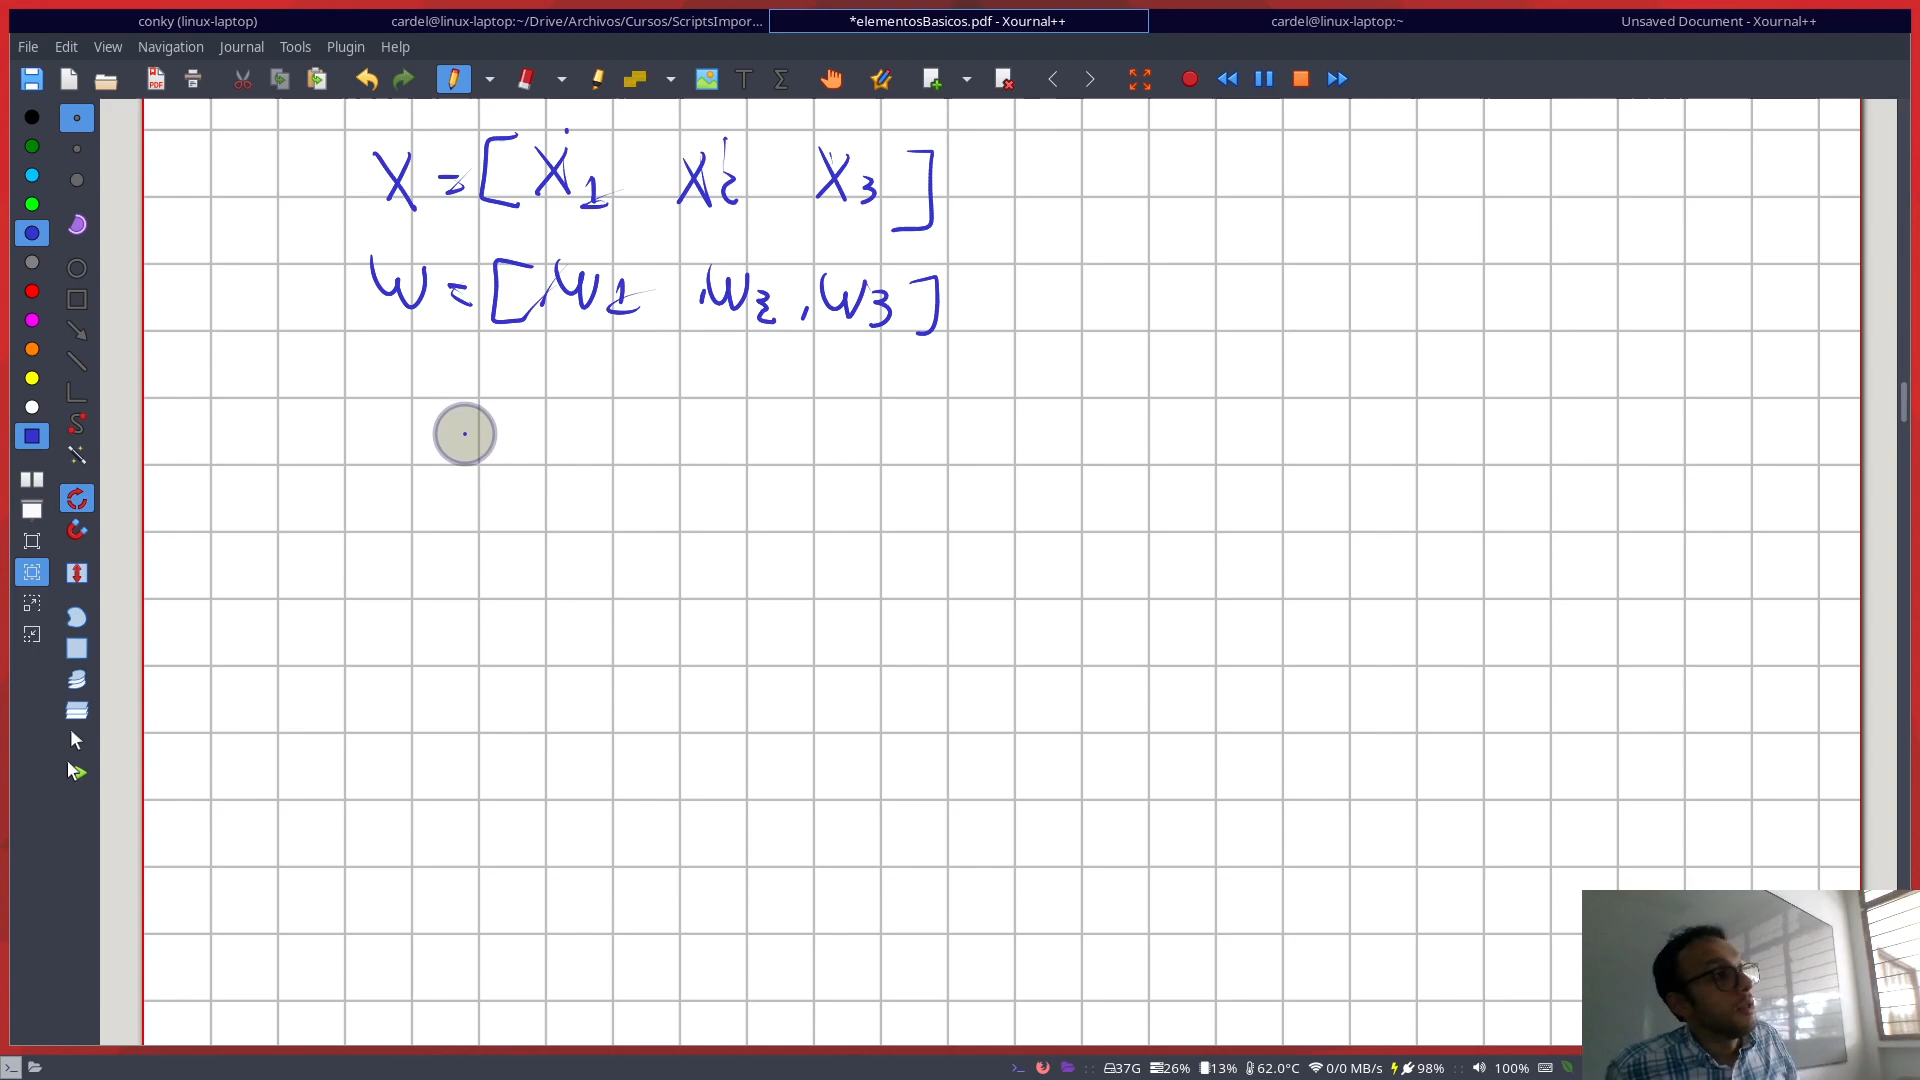 conky (linux-laptop) cardel@linux-laptop:~/Drive/Archivos/Cursos/ScriptsImpor... *elementosBasicos.pdf - Xournal++ cardel@linux-laptop:~ Unsaved Document - Xournal++
File Edit View Navigation Journal Tools Plugin Help
X = [ X1 X2 X3 ]
W = [ W1 , W2 , W3 ]
37G 26% 13% 62.0°C 0/0 MB/s 98% 100%